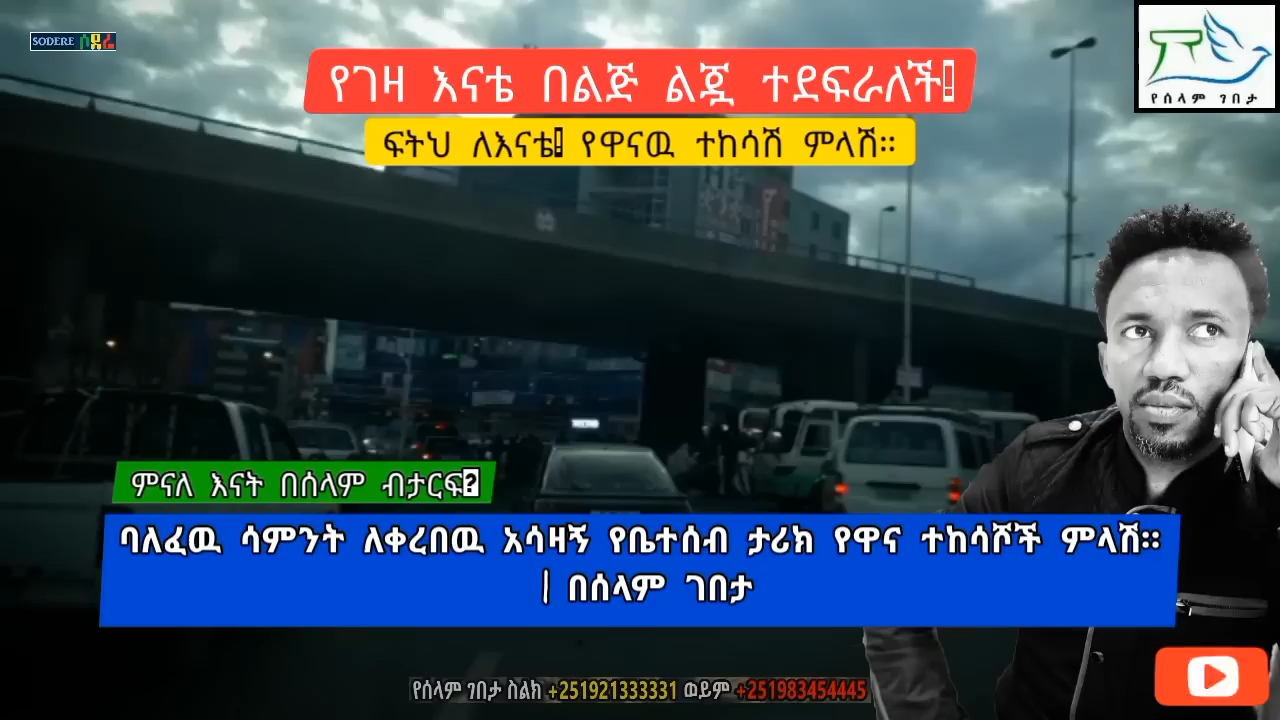 SODERE ሶደሬ
የሰላም ገበታ
የገዛ እናቴ በልጅ ልጇ ተደፍራለች
ፍትህ ለእናቴ የዋናዉ ተከሳሽ ምላሽ።
ምናለ እናት በሰላም ብታርፍ
ባለፈዉ ሳምንት ለቀረበዉ አሳዛኝ የቤተሰብ ታሪክ የዋና ተከሳሾች ምላሽ።
| በሰላም ገበታ
የሰላም ገበታ ስልክ +251921333331 ወይም +251983454445